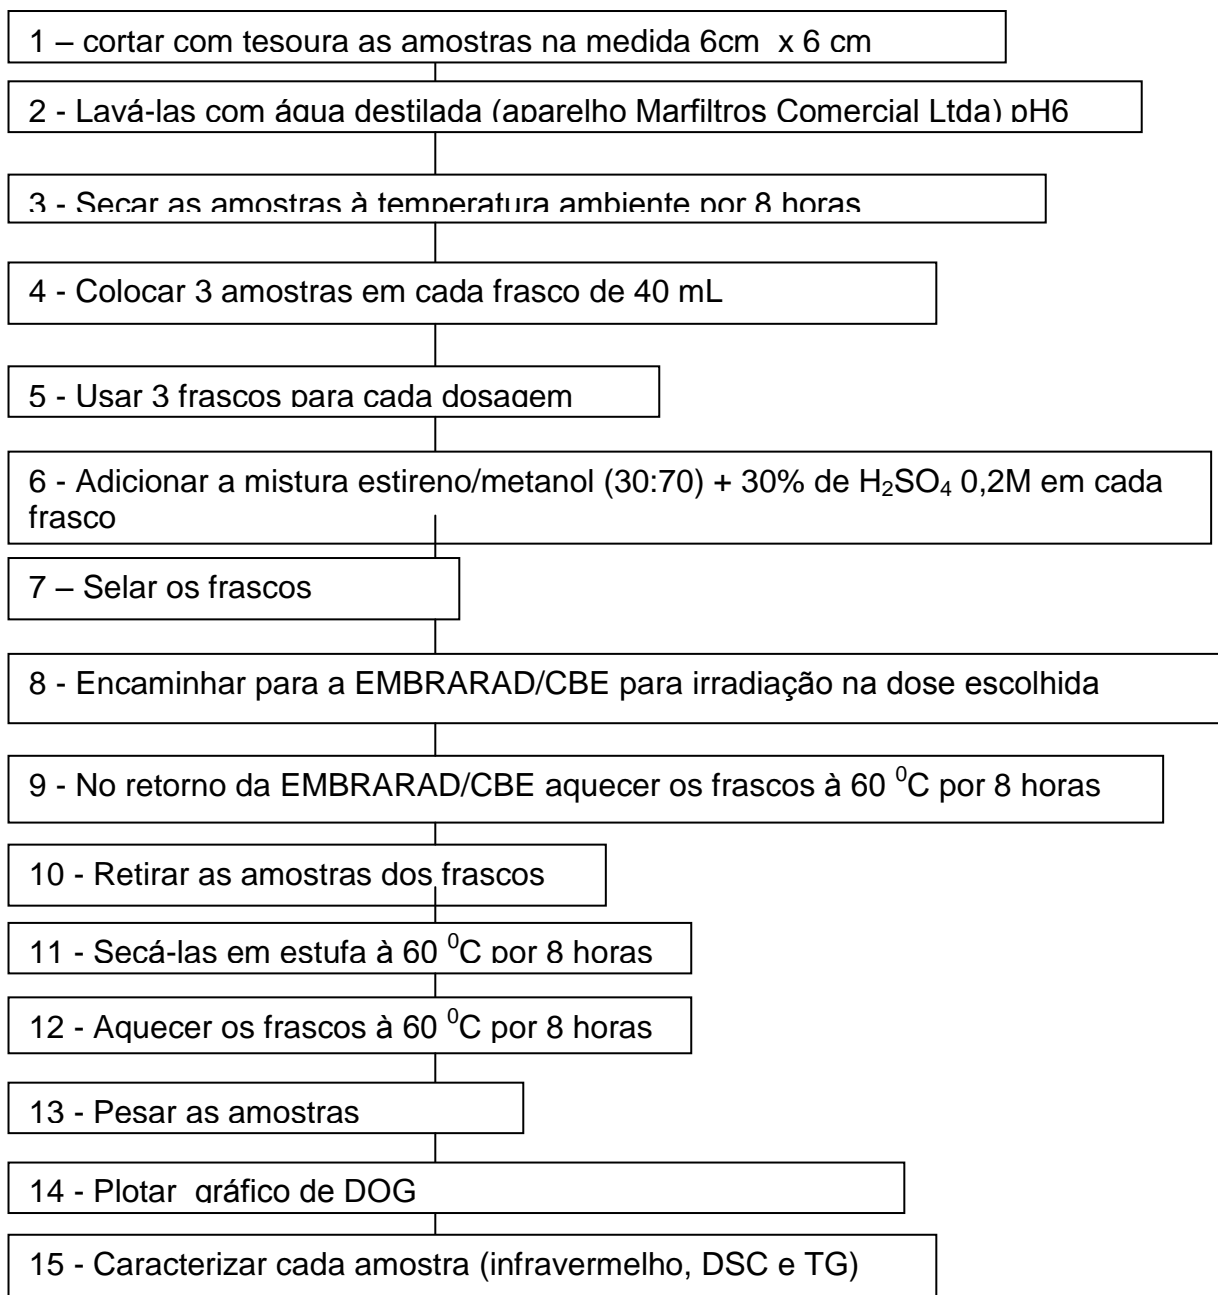 1 – cortar com tesoura as amostras na medida 6cm x 6 cm
2 - Lavá-las com água destilada (aparelho Marfiltros Comercial Ltda) pH6
3 - Secar as amostras à temperatura ambiente por 8 horas
4 - Colocar 3 amostras em cada frasco de 40 mL
5 - Usar 3 frascos para cada dosagem
6 - Adicionar a mistura estireno/metanol (30:70) + 30% de H₂SO₄ 0,2M em cada
frasco
7 – Selar os frascos
8 - Encaminhar para a EMBRARAD/CBE para irradiação na dose escolhida
9 - No retorno da EMBRARAD/CBE aquecer os frascos à 60 ⁰C por 8 horas
10 - Retirar as amostras dos frascos
11 - Secá-las em estufa à 60 ⁰C por 8 horas
12 - Aquecer os frascos à 60 ⁰C por 8 horas
13 - Pesar as amostras
14 - Plotar gráfico de DOG
15 - Caracterizar cada amostra (infravermelho, DSC e TG)